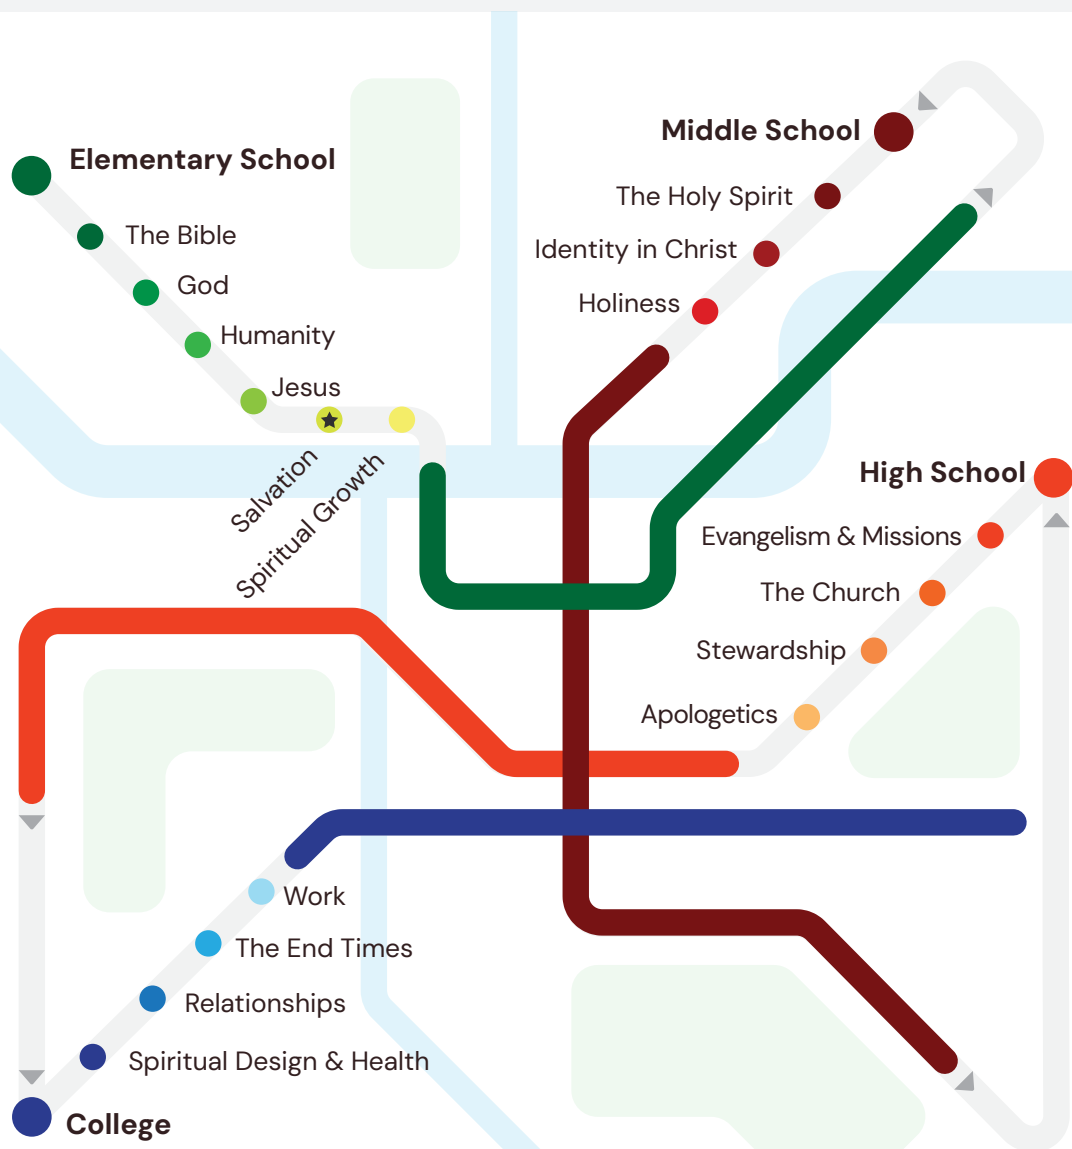 Elementary School
The Bible
God
Humanity
Jesus
Salvation
Spiritual Growth
Middle School
The Holy Spirit
Identity in Christ
Holiness
High School
Evangelism & Missions
The Church
Stewardship
Apologetics
Work
The End Times
Relationships
Spiritual Design & Health
College